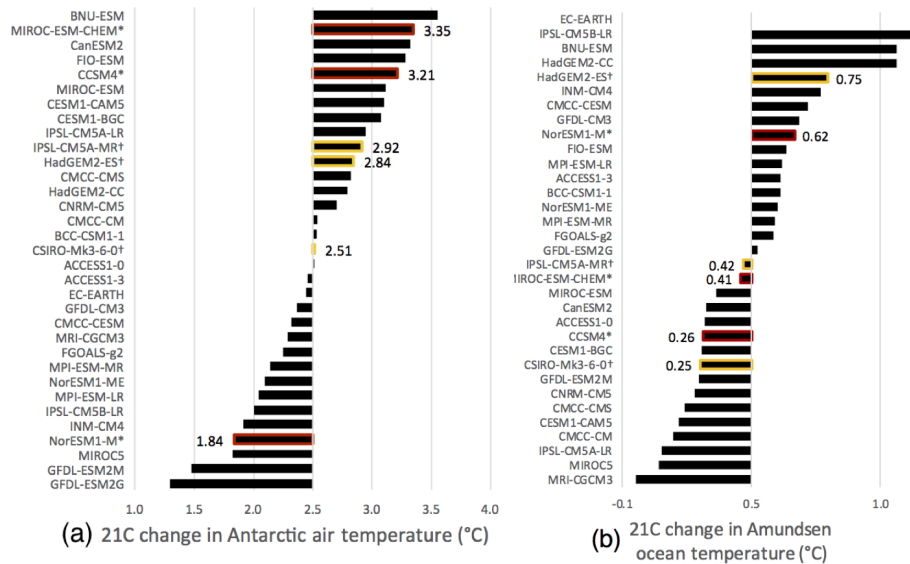 BNU-ESM
MIROC-ESM-CHEM*
3.35
CanESM2
FIO-ESM
CCSM4*
3.21
MIROC-ESM
CESM1-CAM5
CESM1-BGC
IPSL-CM5A-LR
IPSL-CM5A-MR†
2.92
HadGEM2-ES†
2.84
CMCC-CMS
HadGEM2-CC
CNRM-CM5
CMCC-CM
BCC-CSM1-1
CSIRO-Mk3-6-0†
2.51
ACCESS1-0
ACCESS1-3
EC-EARTH
GFDL-CM3
CMCC-CESM
MRI-CGCM3
FGOALS-g2
MPI-ESM-MR
NorESM1-ME
MPI-ESM-LR
IPSL-CM5B-LR
INM-CM4
NorESM1-M*
1.84
MIROC5
GFDL-ESM2M
GFDL-ESM2G
1.0 1.5 2.0 2.5 3.0 3.5 4.0
(a) 21C change in Antarctic air temperature (°C)
EC-EARTH
IPSL-CM5B-LR
BNU-ESM
HadGEM2-CC
HadGEM2-ES†
0.75
INM-CM4
CMCC-CESM
GFDL-CM3
NorESM1-M*
0.62
FIO-ESM
MPI-ESM-LR
ACCESS1-3
BCC-CSM1-1
NorESM1-ME
MPI-ESM-MR
FGOALS-g2
GFDL-ESM2G
IPSL-CM5A-MR†
0.42
IROC-ESM-CHEM*
0.41
MIROC-ESM
CanESM2
ACCESS1-0
CCSM4*
0.26
CESM1-BGC
CSIRO-Mk3-6-0†
0.25
GFDL-ESM2M
CNRM-CM5
CMCC-CMS
CESM1-CAM5
CMCC-CM
IPSL-CM5A-LR
MIROC5
MRI-CGCM3
-0.1 0.5 1.0
(b) 21C change in Amundsen
ocean temperature (°C)